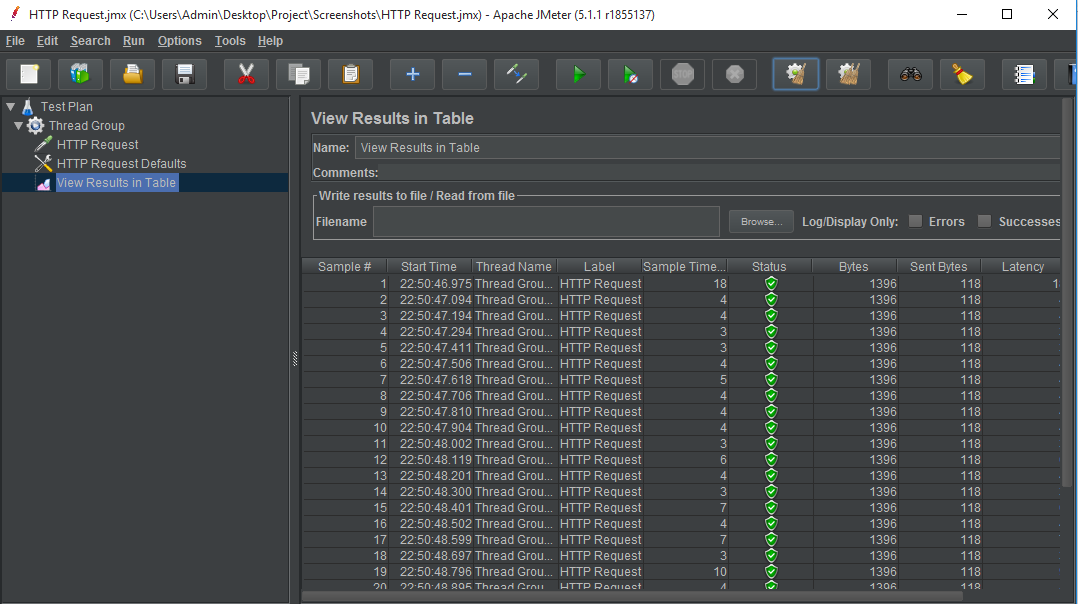 HTTP Request.jmx (C:\Users\Admin\Desktop\Project\Screenshots\HTTP Request.jmx) - Apache JMeter (5.1.1 r1855137)
File Edit Search Run Options Tools Help
STOP
Test Plan
Thread Group
HTTP Request
HTTP Request Defaults
View Results in Table
View Results in Table
Name: View Results in Table
Comments:
Write results to file / Read from file
Filename Browse... Log/Display Only: Errors Successes
Sample # Start Time Thread Name Label Sample Time... Status Bytes Sent Bytes Latency
1 22:50:46.975 Thread Grou... HTTP Request 18 1396 118
2 22:50:47.094 Thread Grou... HTTP Request 4 1396 118
3 22:50:47.194 Thread Grou... HTTP Request 4 1396 118
4 22:50:47.294 Thread Grou... HTTP Request 3 1396 118
5 22:50:47.411 Thread Grou... HTTP Request 3 1396 118
6 22:50:47.506 Thread Grou... HTTP Request 4 1396 118
7 22:50:47.618 Thread Grou... HTTP Request 5 1396 118
8 22:50:47.706 Thread Grou... HTTP Request 4 1396 118
9 22:50:47.810 Thread Grou... HTTP Request 4 1396 118
10 22:50:47.904 Thread Grou... HTTP Request 4 1396 118
11 22:50:48.002 Thread Grou... HTTP Request 3 1396 118
12 22:50:48.119 Thread Grou... HTTP Request 6 1396 118
13 22:50:48.201 Thread Grou... HTTP Request 4 1396 118
14 22:50:48.300 Thread Grou... HTTP Request 3 1396 118
15 22:50:48.401 Thread Grou... HTTP Request 7 1396 118
16 22:50:48.502 Thread Grou... HTTP Request 4 1396 118
17 22:50:48.599 Thread Grou... HTTP Request 7 1396 118
18 22:50:48.697 Thread Grou... HTTP Request 3 1396 118
19 22:50:48.796 Thread Grou... HTTP Request 10 1396 118
20 22:50:48.895 Thread Grou... HTTP Request 4 1396 118